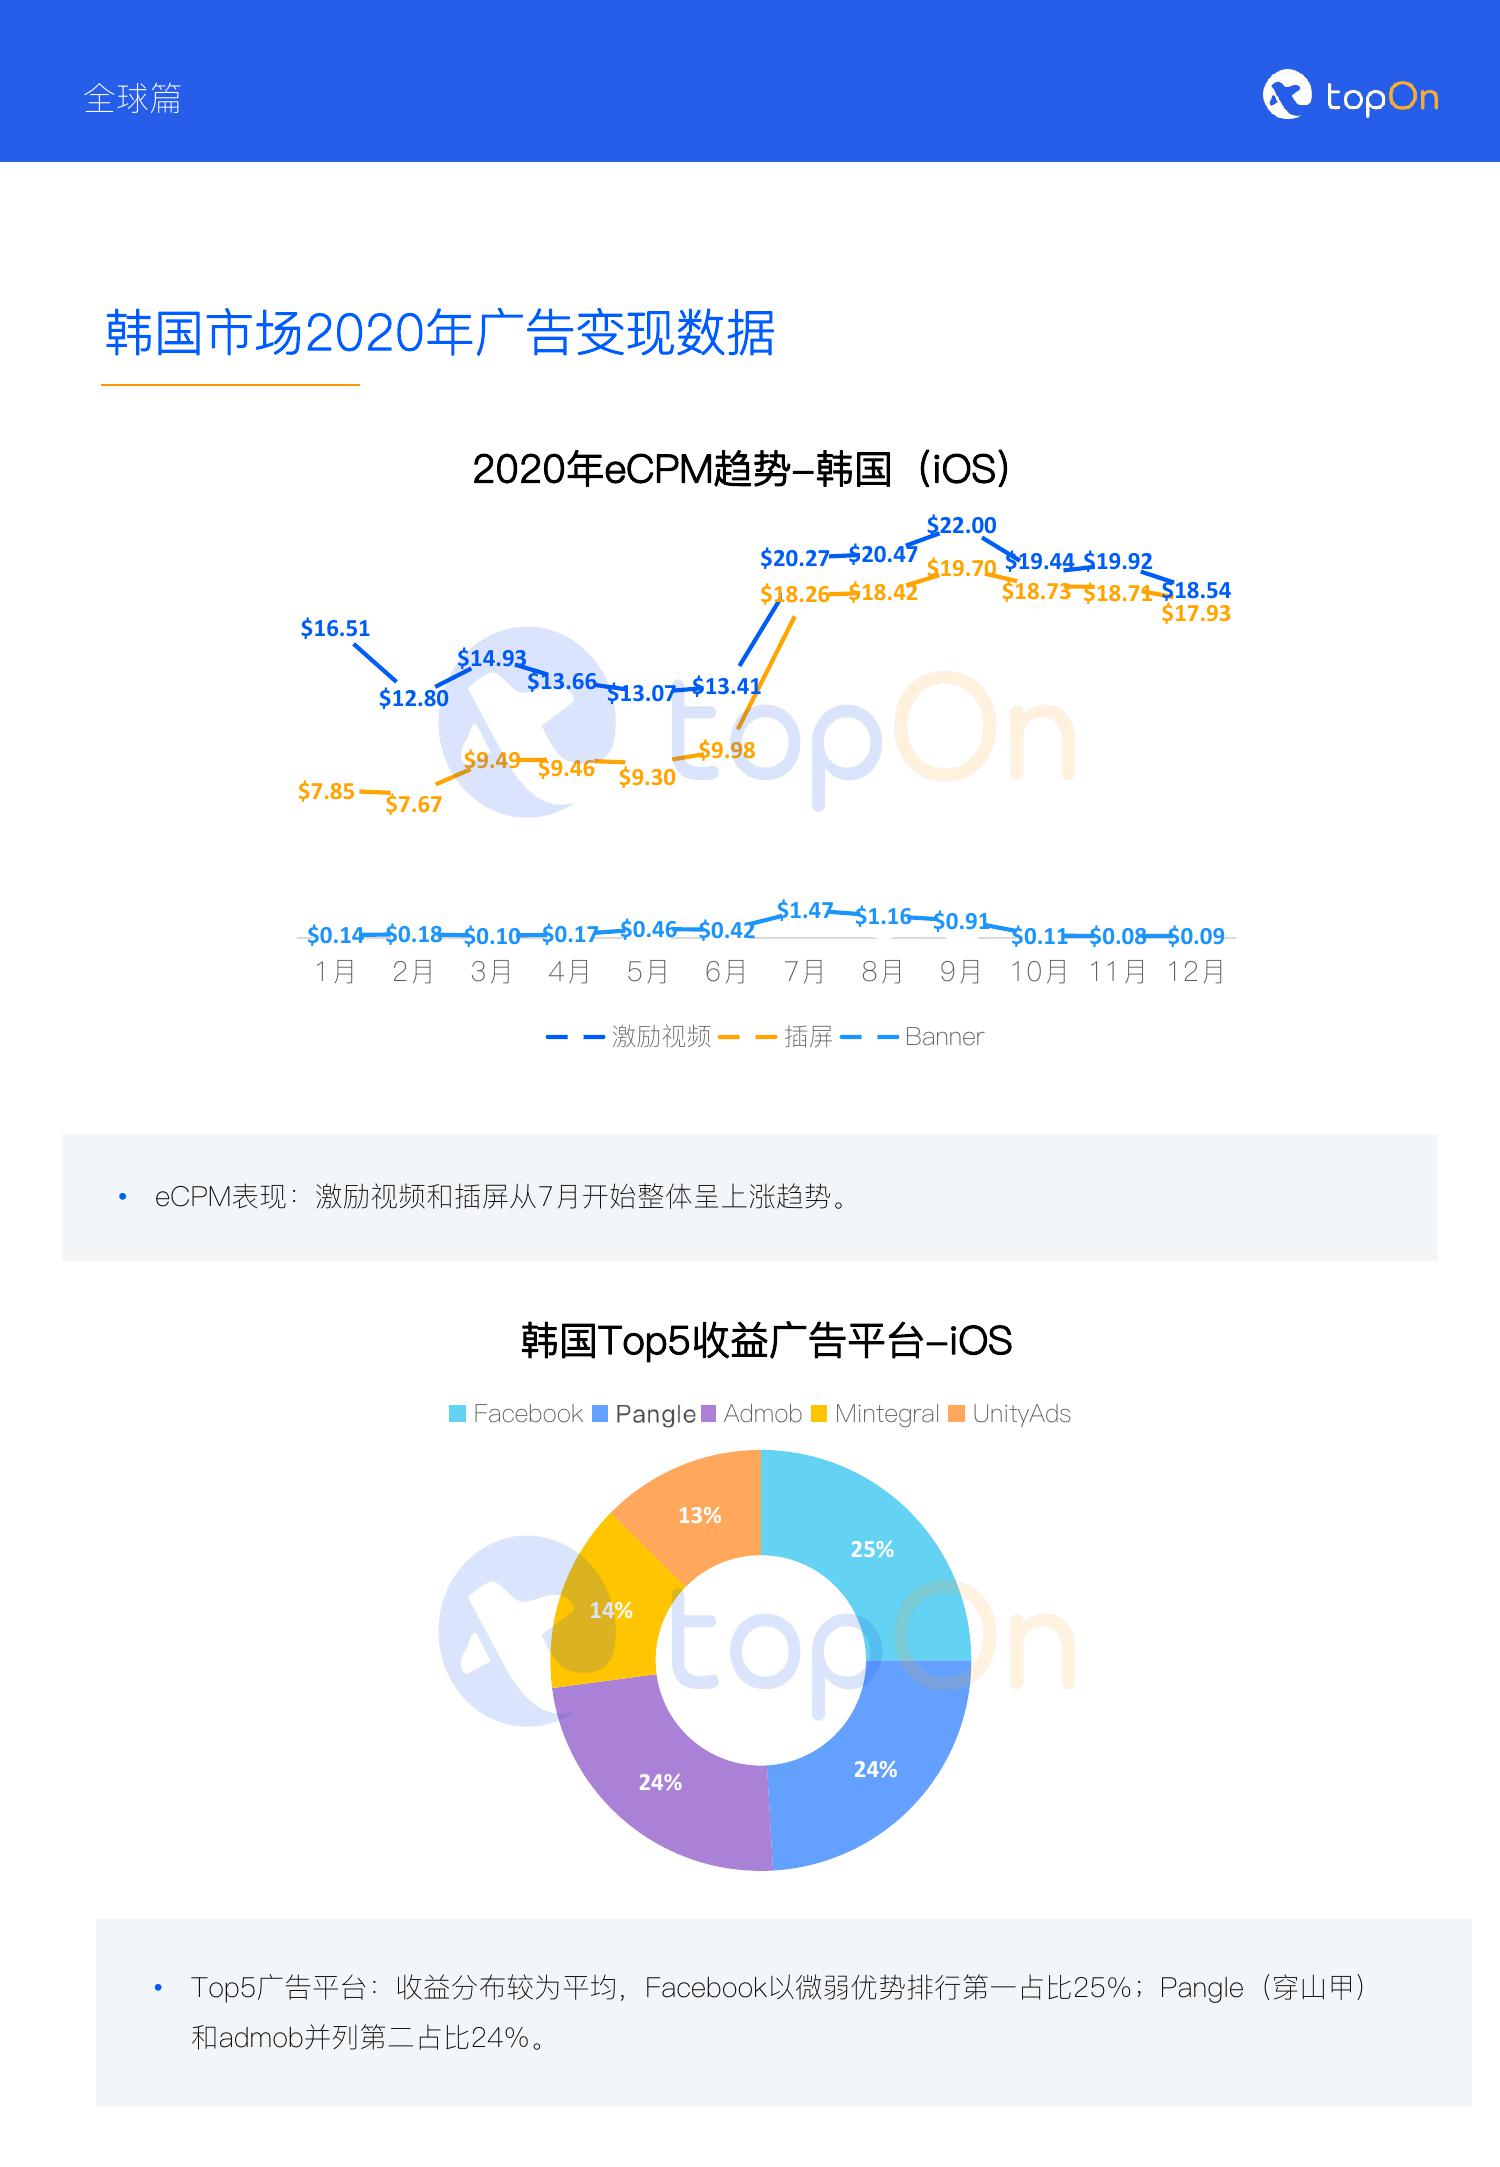 全球篇
topOn
韩国市场2020年广告变现数据
2020年eCPM趋势-韩国（iOS）
$22.00
$20.27 $20.47 $19.44 $19.92
$19.70
$18.26 $18.42 $18.73 $18.71 $18.54
$17.93
$16.51
$14.93
$12.80 $13.66 $13.07 $13.41
$9.49 $9.46 $9.30 $9.98
$7.85 $7.67
topOn
$0.14 $0.18 $0.10 $0.17 $0.46 $0.42 $1.47 $1.16 $0.91 $0.11 $0.08 $0.09
1月 2月 3月 4月 5月 6月 7月 8月 9月 10月 11月 12月
激励视频 插屏 Banner
• eCPM表现：激励视频和插屏从7月开始整体呈上涨趋势。
韩国Top5收益广告平台-iOS
Facebook Pangle Admob Mintegral UnityAds
13%
25%
14%
topOn
24%
24%
• Top5广告平台：收益分布较为平均，Facebook以微弱优势排行第一占比25%；Pangle（穿山甲）
和admob并列第二占比24%。